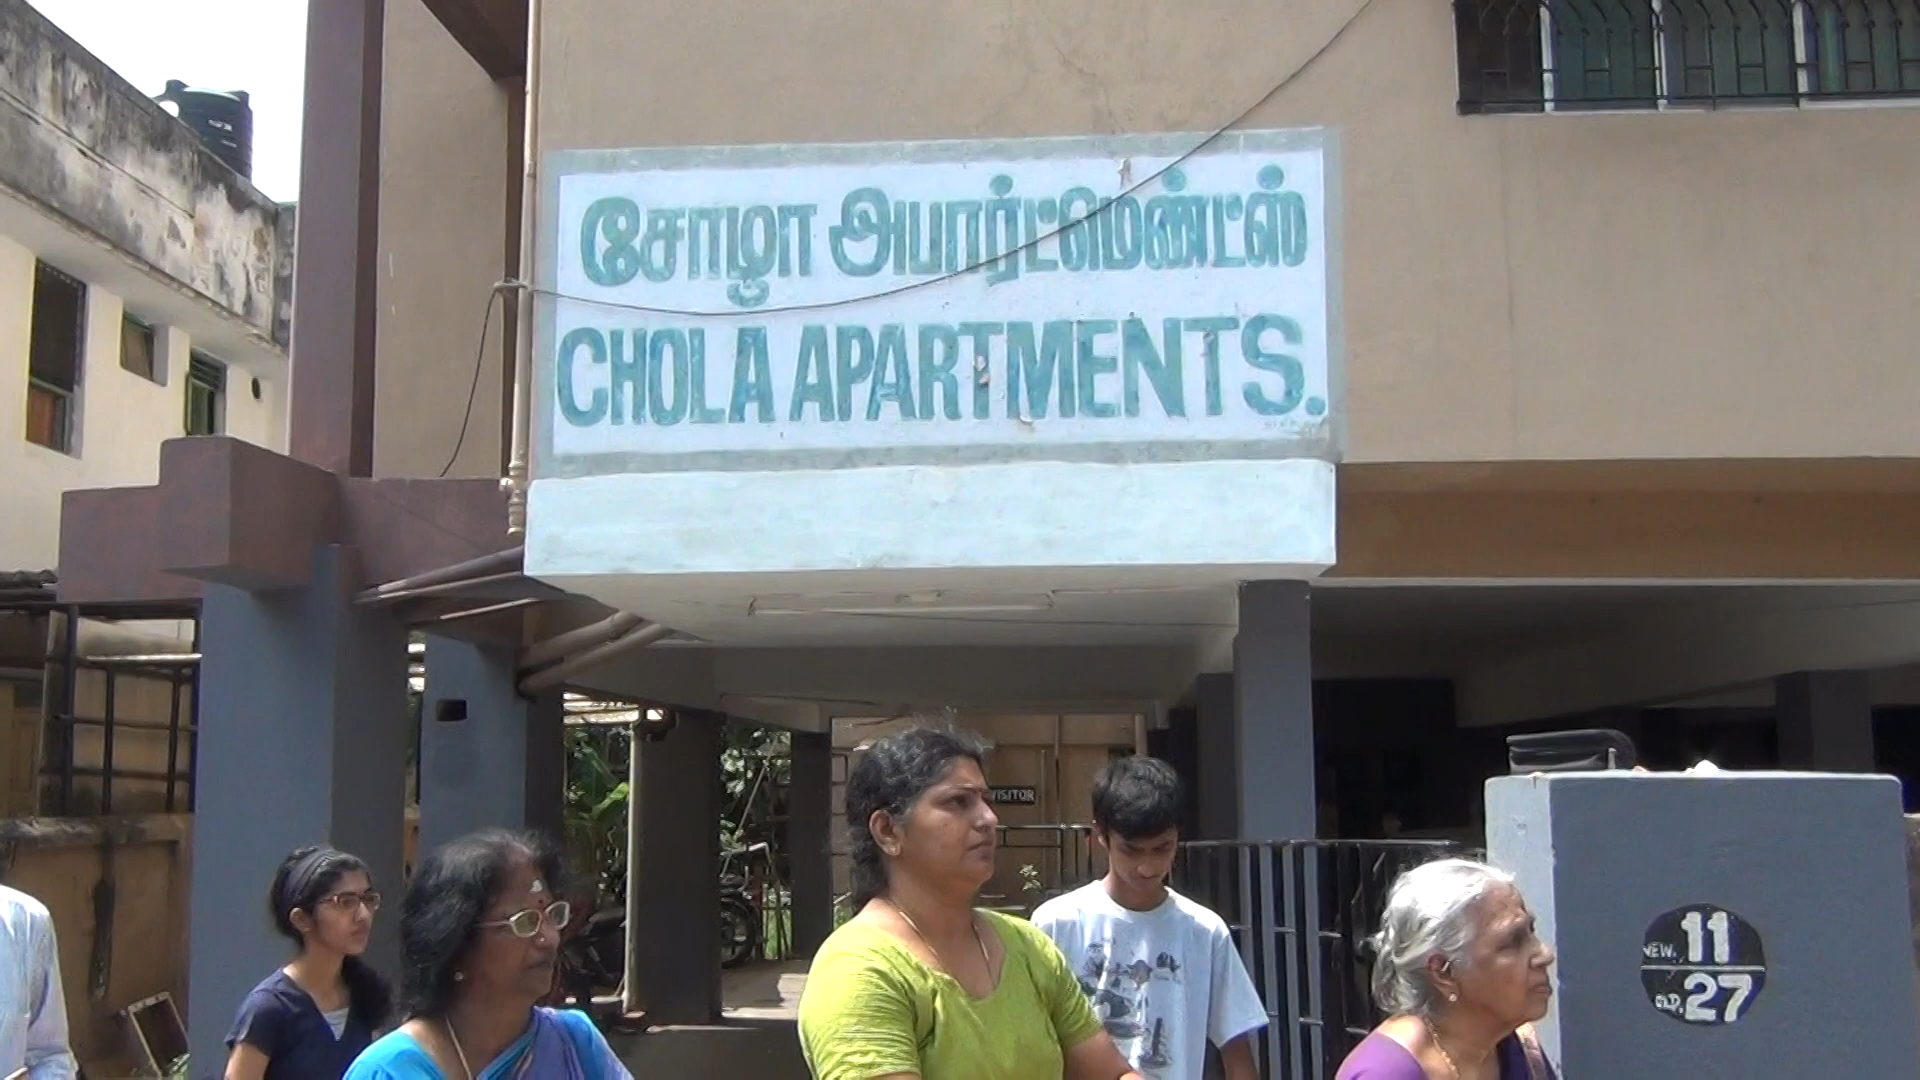 சோழா அபார்ட்மெண்ட்ஸ்
CHOLA APARTMENTS.
VISITOR
NEW. 11
OLD. 27